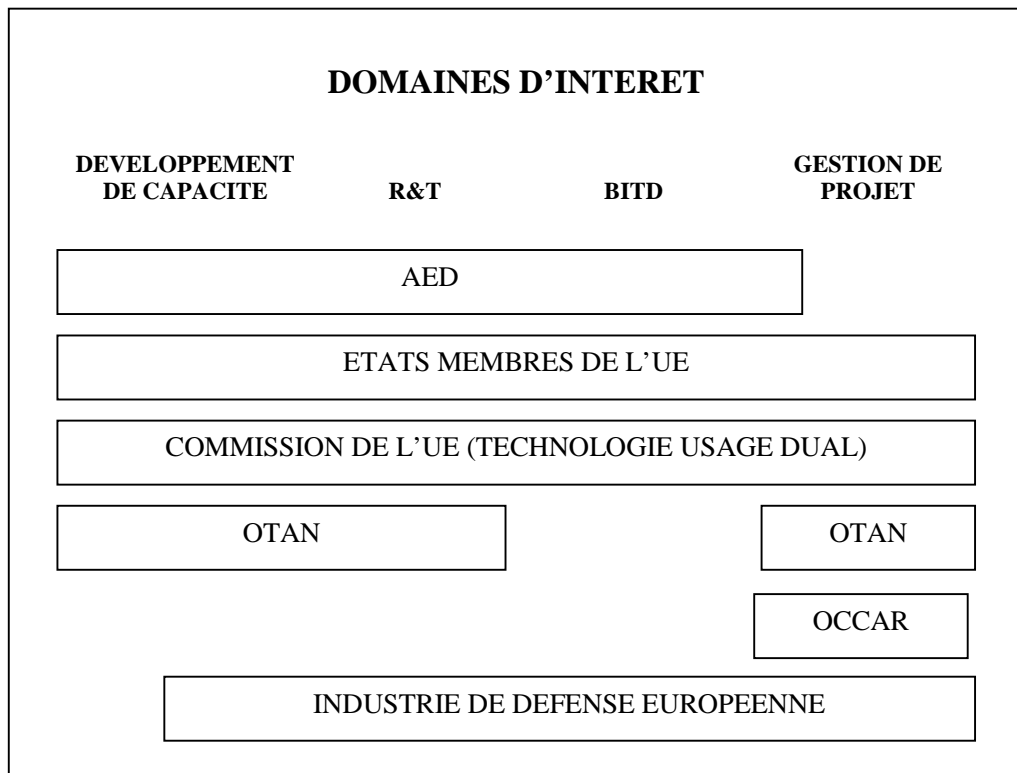 DOMAINES D'INTERET
DEVELOPPEMENT
DE CAPACITE
R&T
BITD
GESTION DE
PROJET
AED
ETATS MEMBRES DE L'UE
COMMISSION DE L'UE (TECHNOLOGIE USAGE DUAL)
OTAN
OTAN
OCCAR
INDUSTRIE DE DEFENSE EUROPEENNE